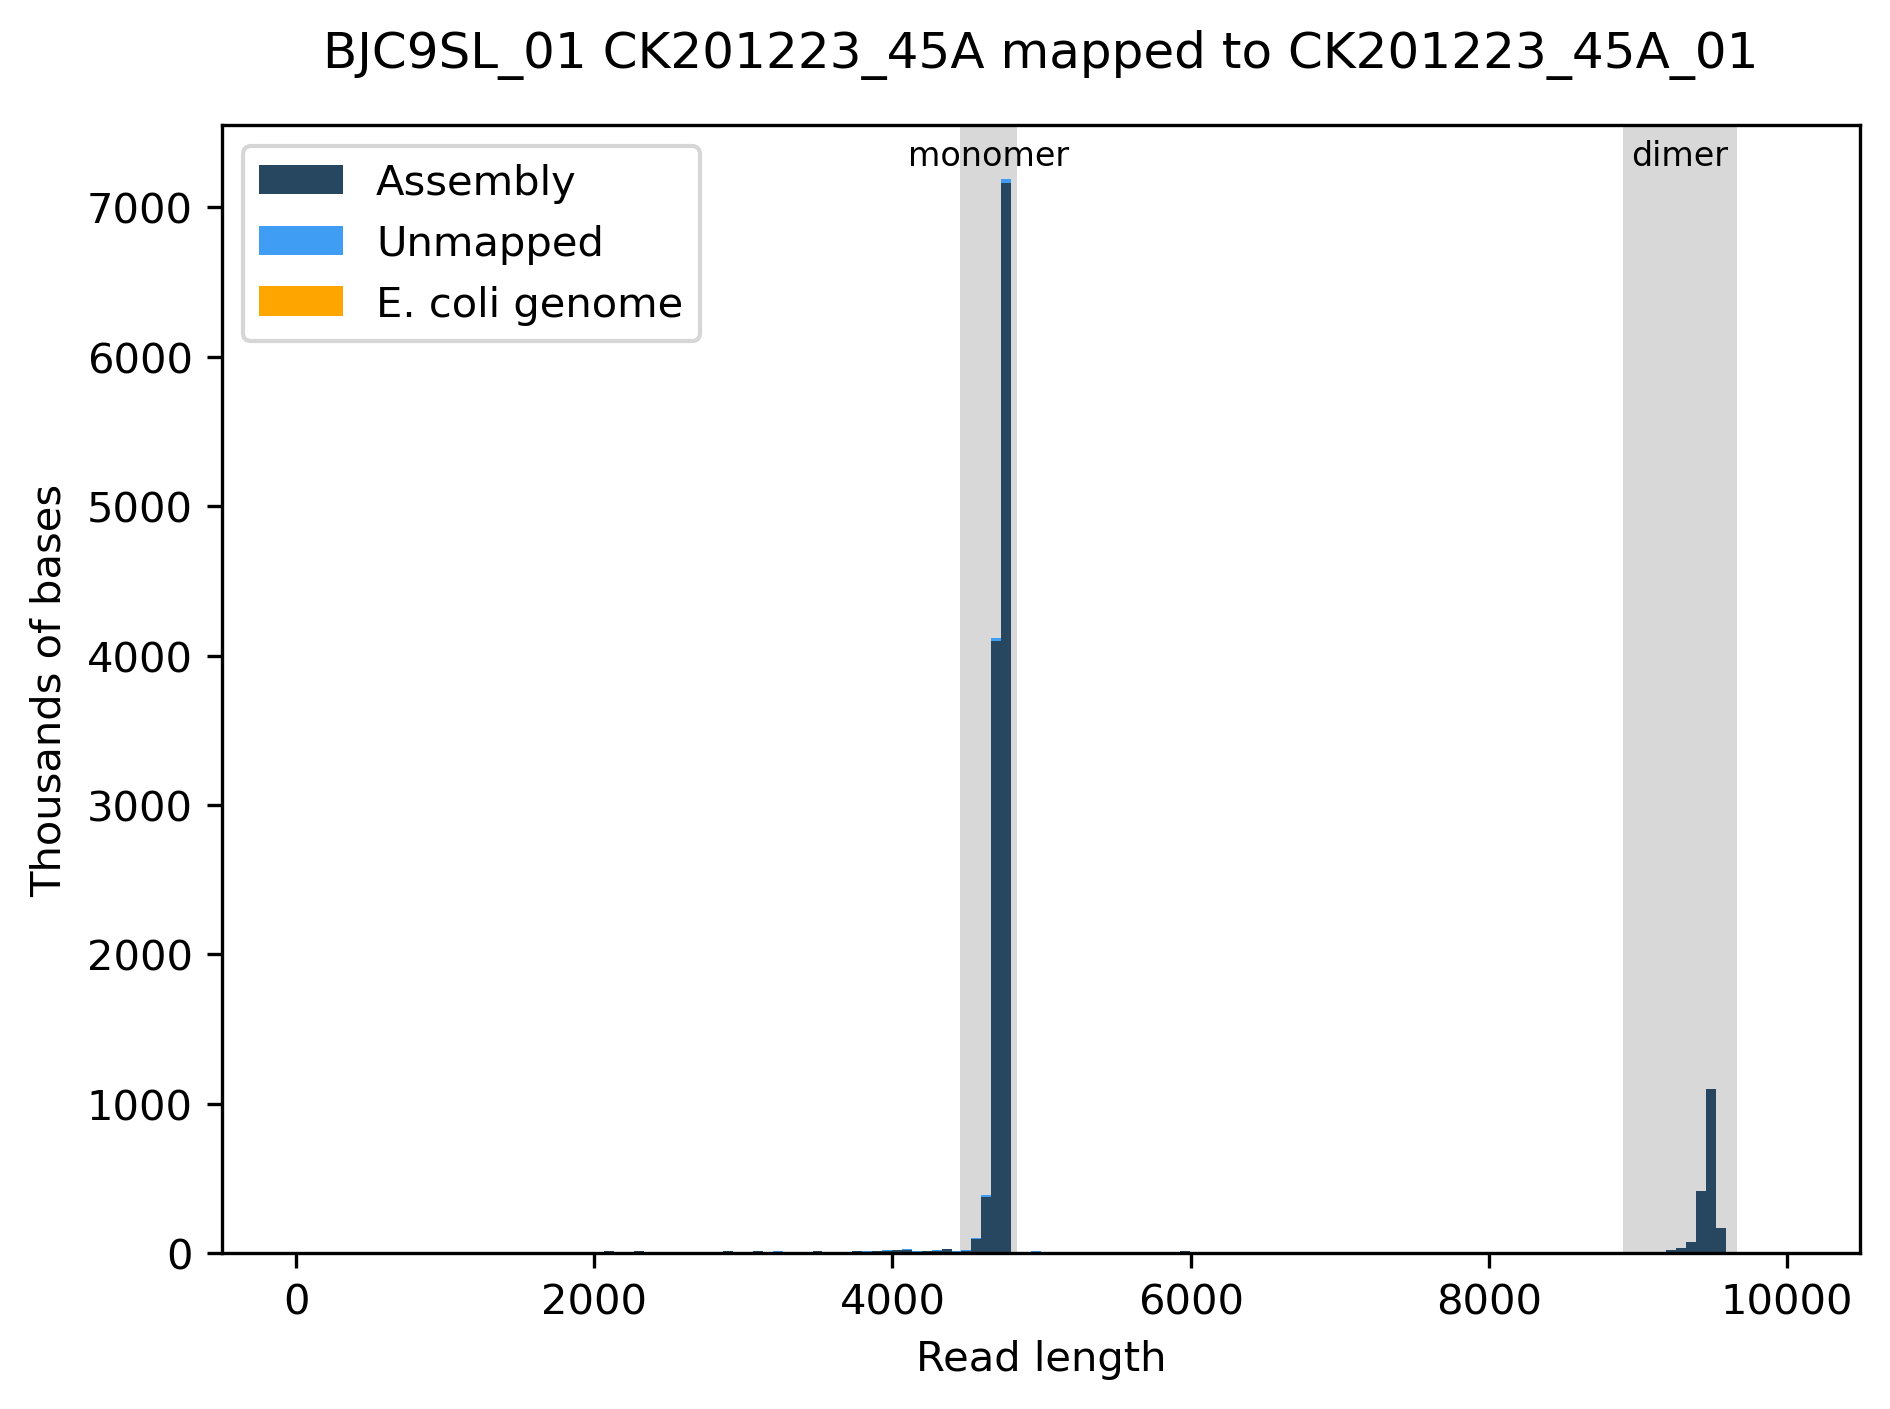 BJC9SL_01 CK201223_45A mapped to CK201223_45A_01
Assembly
Unmapped
E. coli genome
monomer
dimer
7000
6000
5000
4000
3000
2000
1000
0
Thousands of bases
0 2000 4000 6000 8000 10000
Read length